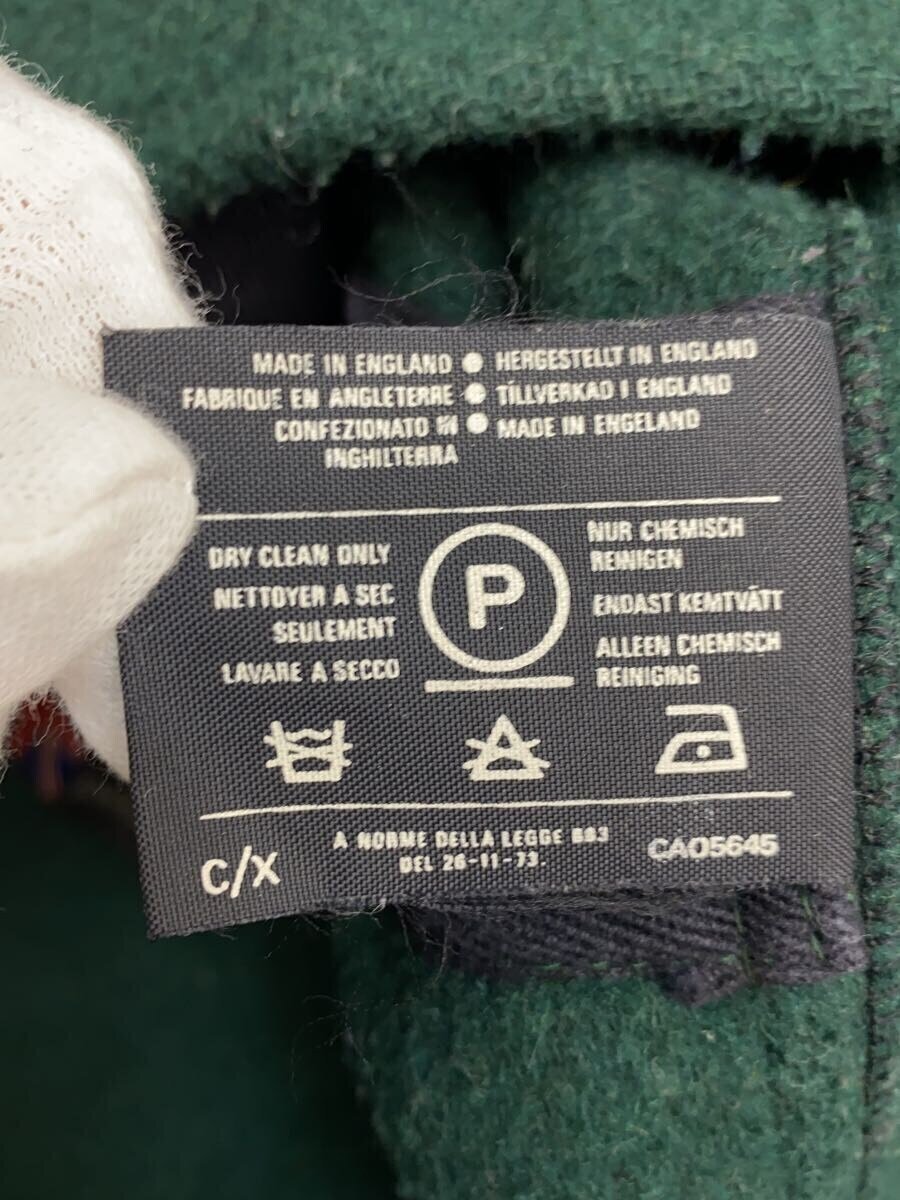 MADE IN ENGLAND ● HERGESTELLT IN ENGLAND
FABRIQUE EN ANGLETERRE ● TILLVERKAD I ENGLAND
CONFEZIONATO IN ● MADE IN ENGELAND
INGHILTERRA
DRY CLEAN ONLY
NETTOYER A SEC
SEULEMENT
LAVARE A SECCO
P
NUR CHEMISCH
REINIGEN
ENDAST KEMTVÄTT
ALLEEN CHEMISCH
REINIGING
C/X
A NORME DELLA LEGGE 883
DEL 26-11-73.
CA05645